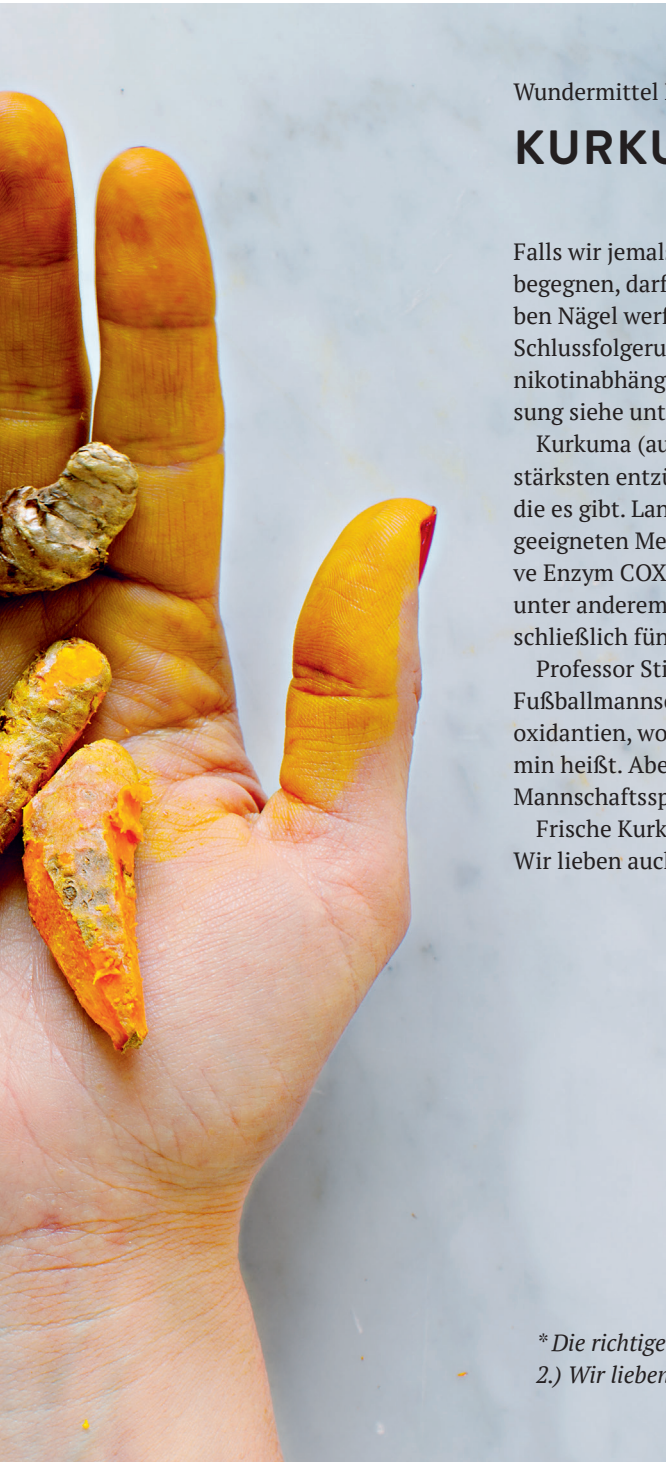 Wundermittel
KURKU
Falls wir jemal
begegnen, darf
ben Nägel werf
Schlussfolgeru
nikotinabhäng
sung siehe unt
Kurkuma (au
stärksten entzü
die es gibt. Lan
geeigneten Me
ve Enzym COX
unter anderem
schließlich fün
Professor Sti
Fußballmannsc
oxidantien, wo
min heißt. Abe
Mannschaftssp
Frische Kurk
Wir lieben auch
* Die richtige
2.) Wir lieben